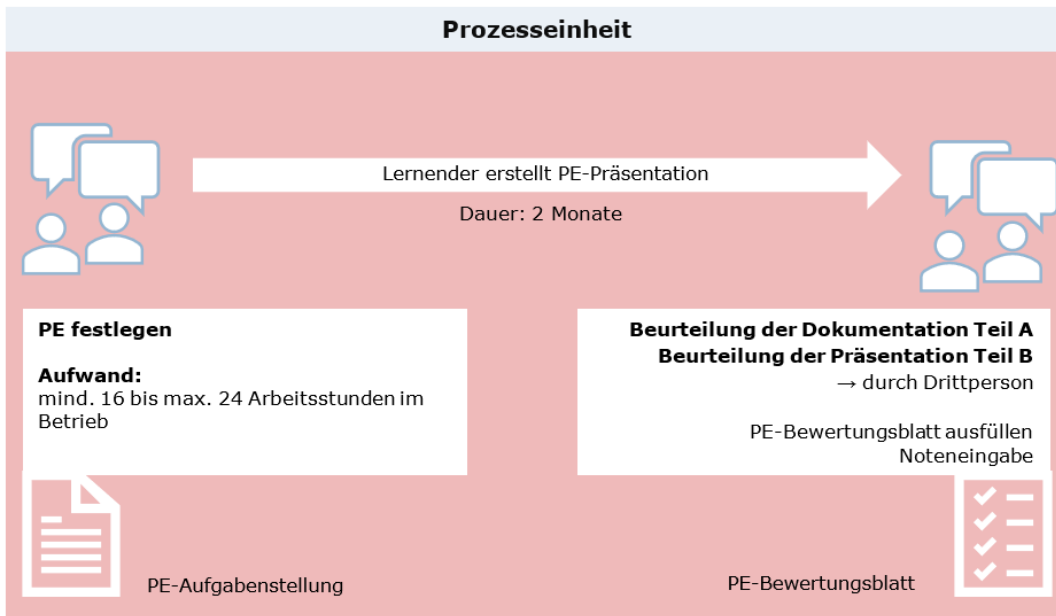 Prozesseinheit
Lernender erstellt PE-Präsentation
Dauer: 2 Monate
PE festlegen
Aufwand:
mind. 16 bis max. 24 Arbeitsstunden im
Betrieb
Beurteilung der Dokumentation Teil A
Beurteilung der Präsentation Teil B
→ durch Drittperson
PE-Bewertungsblatt ausfüllen
Noteneingabe
PE-Aufgabenstellung
PE-Bewertungsblatt